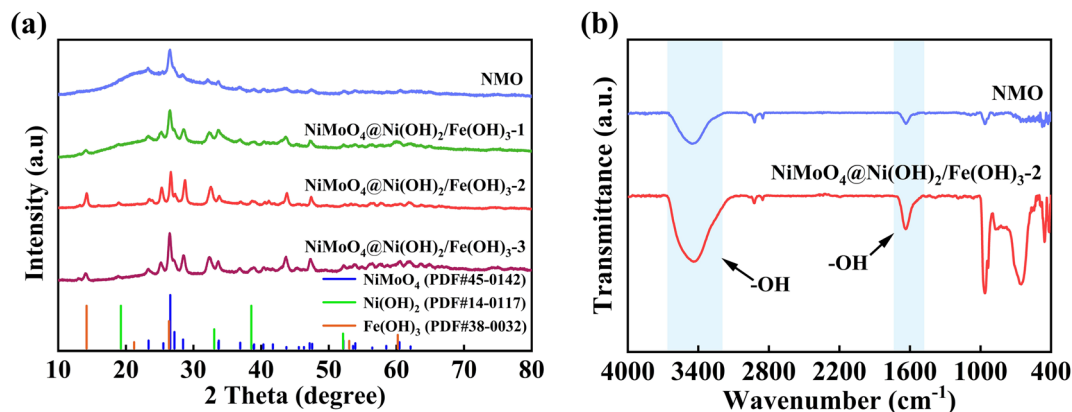 (a)
Intensity (a.u)
NMO
NiMoO₄@Ni(OH)₂/Fe(OH)₃-1
NiMoO₄@Ni(OH)₂/Fe(OH)₃-2
NiMoO₄@Ni(OH)₂/Fe(OH)₃-3
NiMoO₄ (PDF#45-0142)
Ni(OH)₂ (PDF#14-0117)
Fe(OH)₃ (PDF#38-0032)
10 20 30 40 50 60 70 80
2 Theta (degree)
(b)
Transmittance (a.u.)
NMO
NiMoO₄@Ni(OH)₂/Fe(OH)₃-2
-OH
-OH
4000 3400 2800 2200 1600 1000 400
Wavenumber (cm⁻¹)